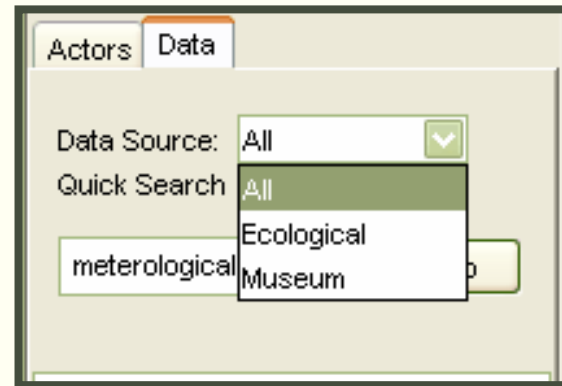 Actors Data
Data Source: All
Quick Search All
Ecological
meterological
Museum